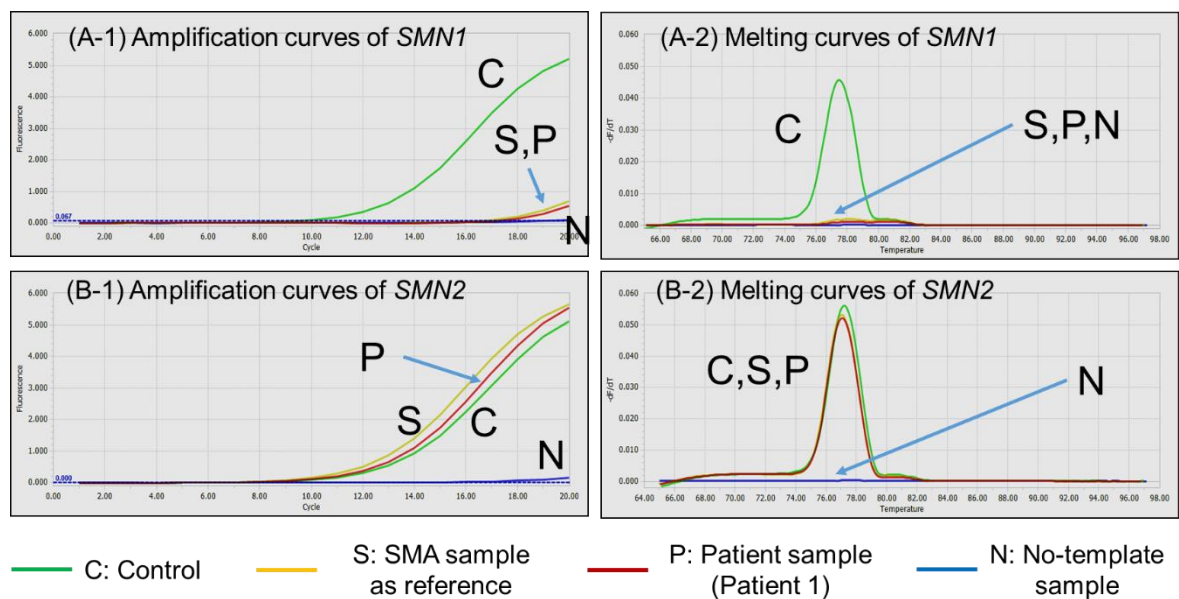 (A-1) Amplification curves of SMN1
6.000
5.000
4.000
3.000
2.000
1.000
0.000
0.067
Fluorescence
C
S,P
N
0.00 2.00 4.00 6.00 8.00 10.00 12.00 14.00 16.00 18.00 20.00
Cycle
(A-2) Melting curves of SMN1
0.060
0.050
0.040
0.030
0.020
0.010
0.000
-dF/dT
C
S,P,N
66.00 68.00 70.00 72.00 74.00 76.00 78.00 80.00 82.00 84.00 86.00 88.00 90.00 92.00 94.00 96.00 98.00
Temperature
(B-1) Amplification curves of SMN2
6.000
5.000
4.000
3.000
2.000
1.000
0.000
0.000
Fluorescence
P
S
C
N
0.00 2.00 4.00 6.00 8.00 10.00 12.00 14.00 16.00 18.00 20.00
Cycle
(B-2) Melting curves of SMN2
0.060
0.050
0.040
0.030
0.020
0.010
0.000
-dF/dT
C,S,P
N
64.00 66.00 68.00 70.00 72.00 74.00 76.00 78.00 80.00 82.00 84.00 86.00 88.00 90.00 92.00 94.00 96.00 98.00
Temperature
C: Control
S: SMA sample
as reference
P: Patient sample
(Patient 1)
N: No-template
sample